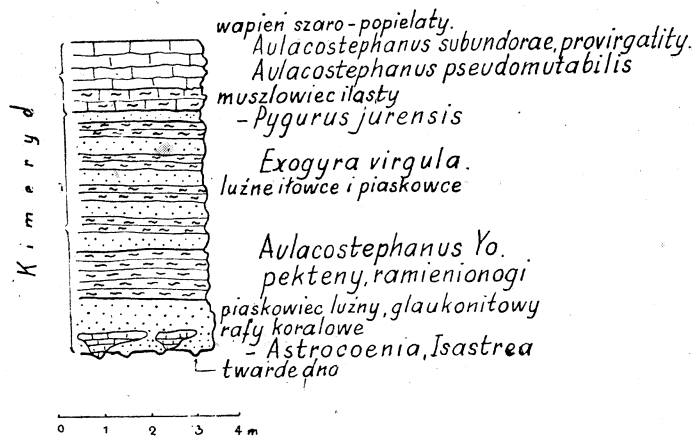 wapień szaro-popielaty.
Aulacostephanus subundorae, provirgality.
Aulacostephanus pseudomutabilis
muszlowiec ilasty
- Pygurus jurensis
Exogyra virgula.
luźne iłowce i piaskowce
Aulacostephanus Yo.
pekteny, ramienionogi
piaskowiec luźny, glaukonitowy
rafy koralowe
- Astrocoenia, Isastrea
twarde dno
Kimeryd
0 1 2 3 4 m